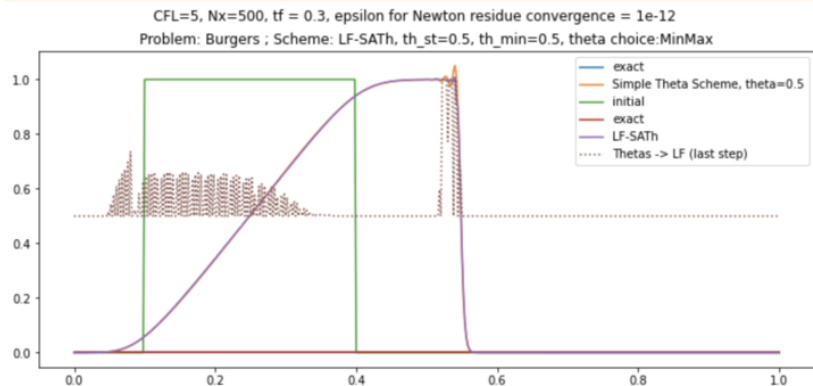 CFL=5, Nx=500, tf = 0.3, epsilon for Newton residue convergence = 1e-12
Problem: Burgers ; Scheme: LF-SATh, th_st=0.5, th_min=0.5, theta choice:MinMax
exact
Simple Theta Scheme, theta=0.5
initial
exact
LF-SATh
Thetas -> LF (last step)
1.0
0.8
0.6
0.4
0.2
0.0
0.0 0.2 0.4 0.6 0.8 1.0